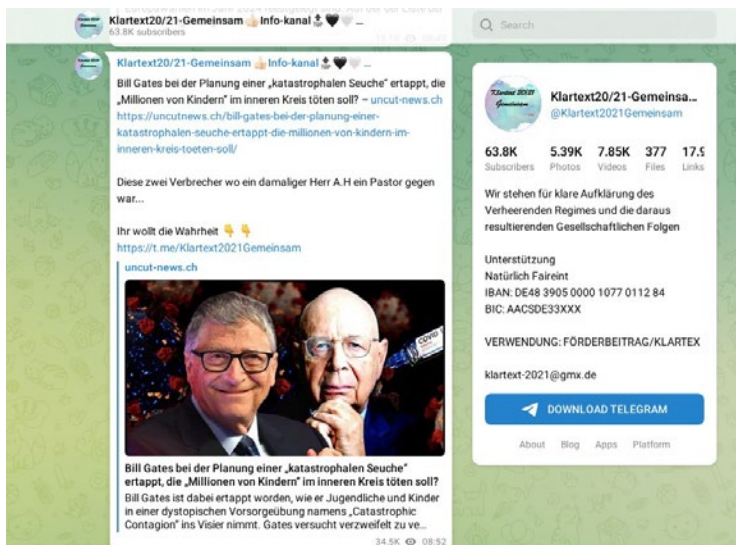 Klartext20/21-Gemeinsam 👍🏻Info-kanal
63.8K subscribers
Search
Klartext20/21-Gemeinsam 👍🏻Info-kanal
Bill Gates bei der Planung einer „katastrophalen Seuche“ ertappt, die
„Millionen von Kindern“ im inneren Kreis töten soll? – uncut-news.ch
https://uncutnews.ch/bill-gates-bei-der-planung-einer-
katastrophalen-seuche-ertappt-die-millionen-von-kindern-im-
inneren-kreis-toeten-soll/
Diese zwei Verbrecher wo ein damaliger Herr A.H ein Pastor gegen
war...
Ihr wollt die Wahrheit 👇 👇
https://t.me/Klartext2021Gemeinsam
uncut-news.ch
COVID
Bill Gates bei der Planung einer „katastrophalen Seuche“
ertappt, die „Millionen von Kindern“ im inneren Kreis töten soll?
Bill Gates ist dabei ertappt worden, wie er Jugendliche und Kinder
in einer dystopischen Vorsorgeübung namens „Catastrophic
Contagion“ ins Visier nimmt. Gates versucht verzweifelt zu ve...
34.5K 08:52
Klartext 2021
Gemeinsam
Klartext20/21-Gemeinsa...
@Klartext2021Gemeinsam
63.8K 5.39K 7.85K 377 17.9
Subscribers Photos Videos Files Links
Wir stehen für klare Aufklärung des
Verheerenden Regimes und die daraus
resultierenden Gesellschaftlichen Folgen
Unterstützung
Natürlich Faireint
IBAN: DE48 3905 0000 1077 0112 84
BIC: AACSDE33XXX
VERWENDUNG: FÖRDERBEITRAG/KLARTEX
klartext-2021@gmx.de
DOWNLOAD TELEGRAM
About Blog Apps Platform